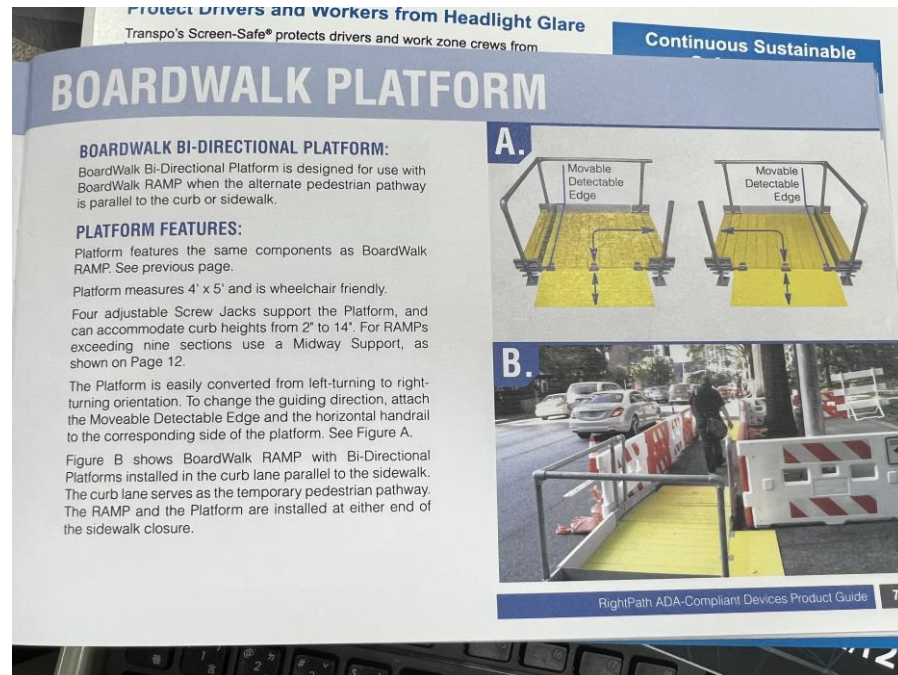 Protect Drivers and Workers from Headlight Glare
Transpo's Screen-Safe® protects drivers and work zone crews from
Continuous Sustainable
BOARDWALK PLATFORM
BOARDWALK BI-DIRECTIONAL PLATFORM:
BoardWalk Bi-Directional Platform is designed for use with
BoardWalk RAMP when the alternate pedestrian pathway
is parallel to the curb or sidewalk.
PLATFORM FEATURES:
Platform features the same components as BoardWalk
RAMP. See previous page.
Platform measures 4' x 5' and is wheelchair friendly.
Four adjustable Screw Jacks support the Platform, and
can accommodate curb heights from 2" to 14". For RAMPs
exceeding nine sections use a Midway Support, as
shown on Page 12.
The Platform is easily converted from left-turning to right-
turning orientation. To change the guiding direction, attach
the Moveable Detectable Edge and the horizontal handrail
to the corresponding side of the platform. See Figure A.
Figure B shows BoardWalk RAMP with Bi-Directional
Platforms installed in the curb lane parallel to the sidewalk.
The curb lane serves as the temporary pedestrian pathway.
The RAMP and the Platform are installed at either end of
the sidewalk closure.
A.
Movable
Detectable
Edge
Movable
Detectable
Edge
B.
RightPath ADA-Compliant Devices Product Guide 7
1
@
2